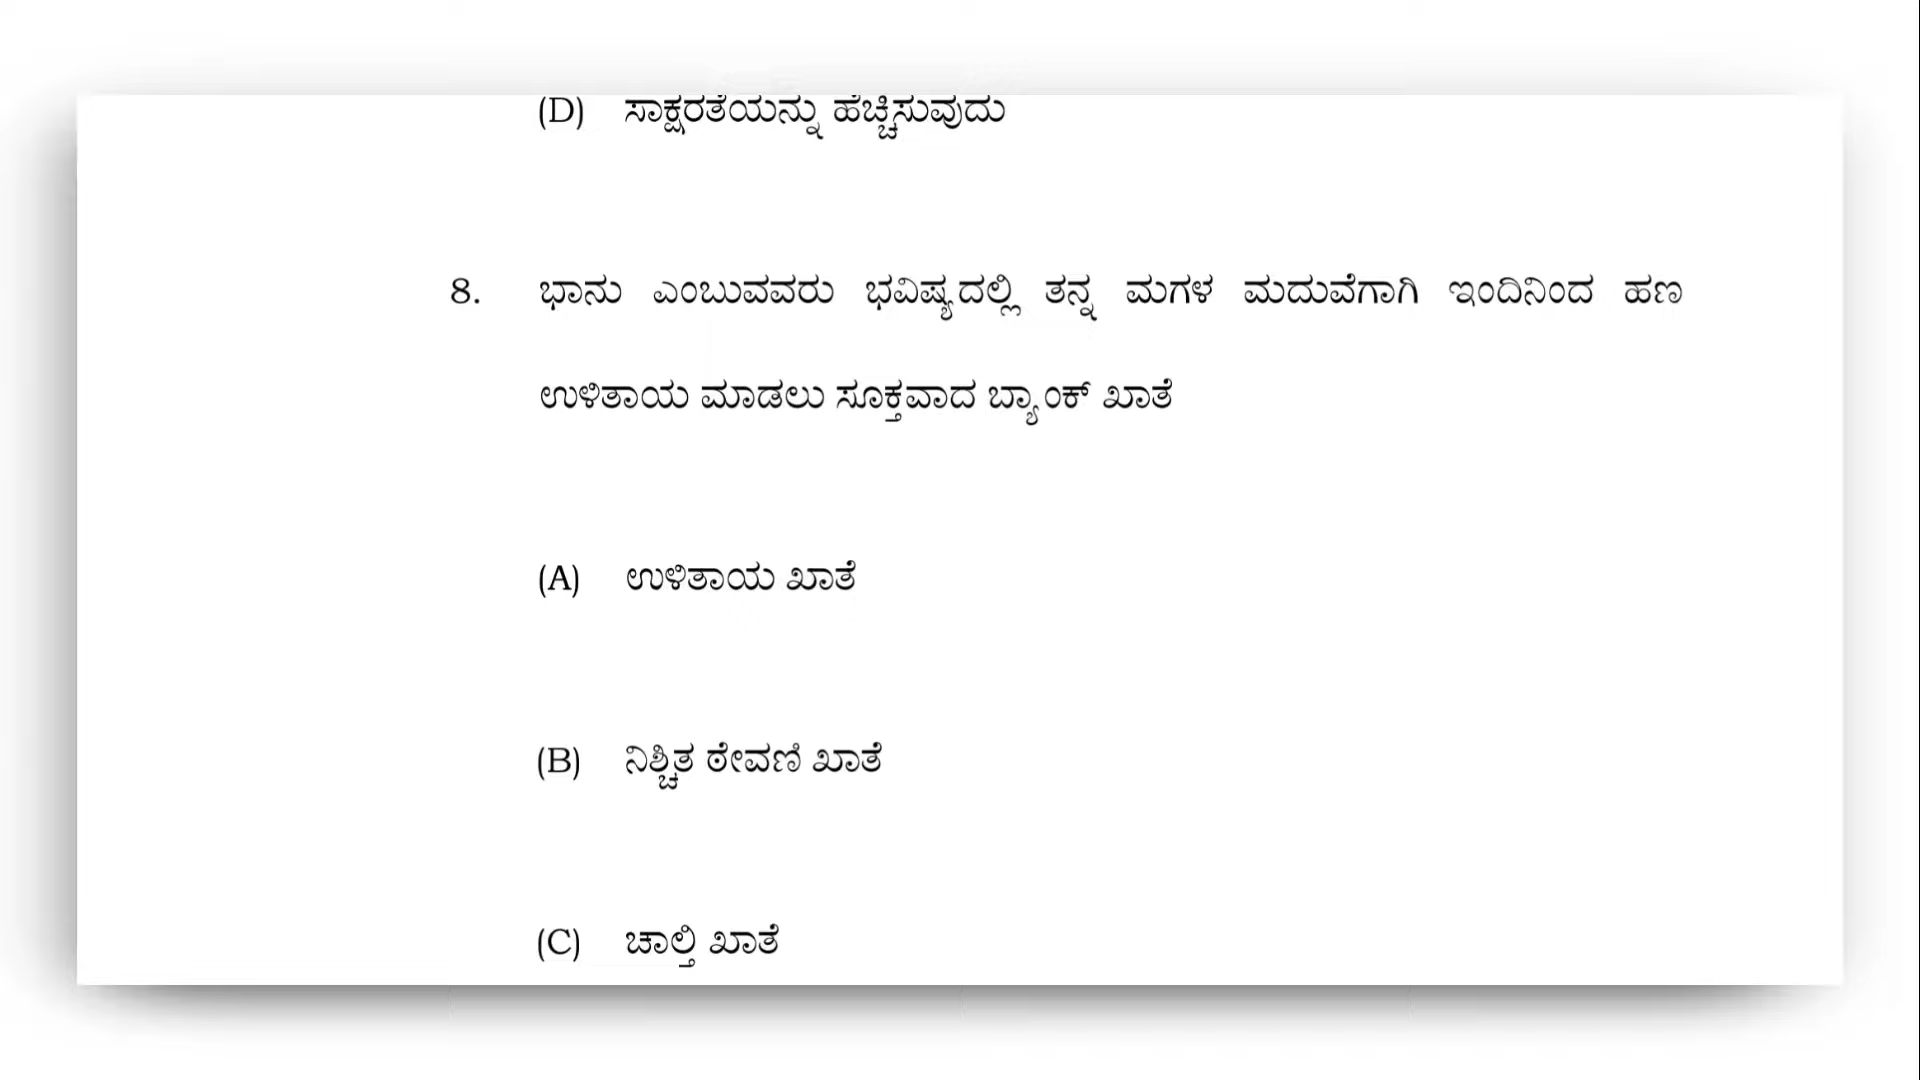 (D) ಸಾಕ್ಷರತೆಯನ್ನು ಹೆಚ್ಚಿಸುವುದು
8. ಭಾನು ಎಂಬುವವರು ಭವಿಷ್ಯದಲ್ಲಿ ತನ್ನ ಮಗಳ ಮದುವೆಗಾಗಿ ಇಂದಿನಿಂದ ಹಣ
ಉಳಿತಾಯ ಮಾಡಲು ಸೂಕ್ತವಾದ ಬ್ಯಾಂಕ್ ಖಾತೆ
(A) ಉಳಿತಾಯ ಖಾತೆ
(B) ನಿಶ್ಚಿತ ಠೇವಣಿ ಖಾತೆ
(C) ಚಾಲ್ತಿ ಖಾತೆ